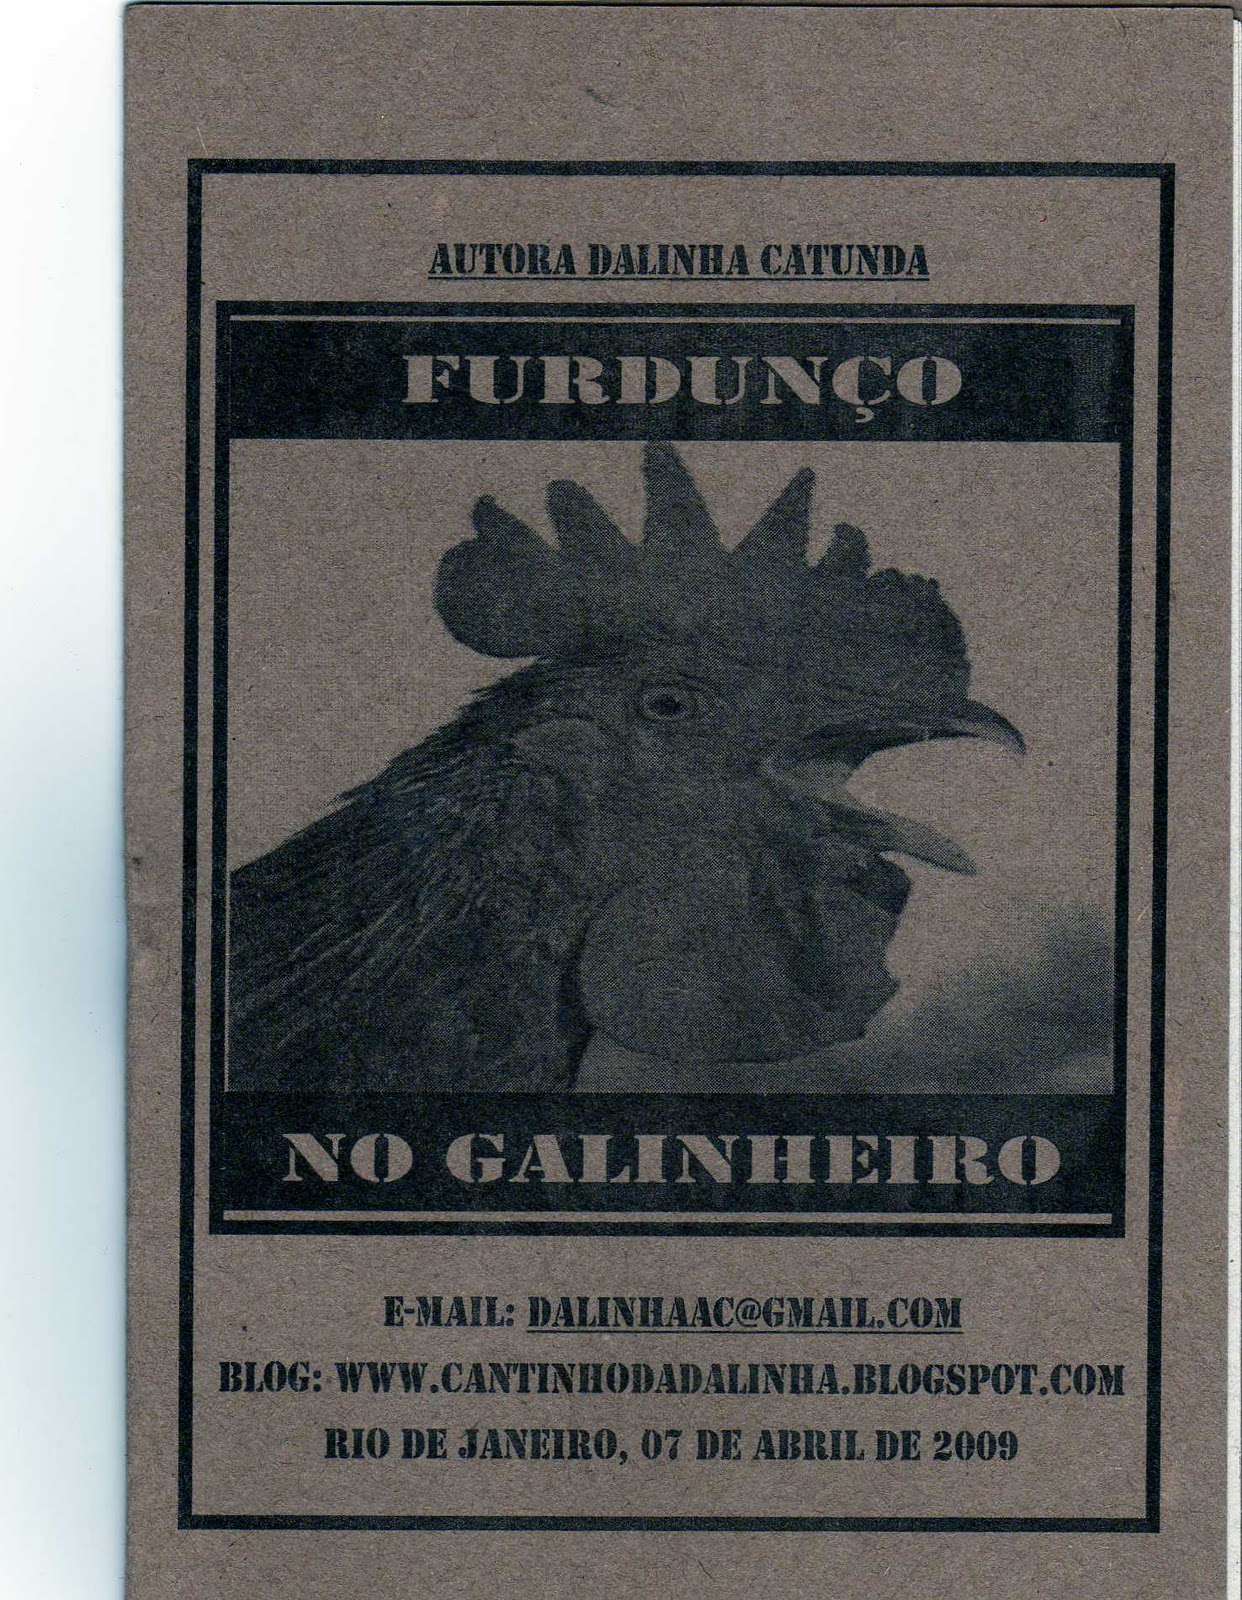 AUTORA DALINHA CATUNDA
FURDUNÇO
NO GALINHEIRO
E-MAIL: DALINHAAC@GMAIL.COM
BLOG: WWW.CANTINHODADALINHA.BLOGSPOT.COM
RIO DE JANEIRO, 07 DE ABRIL DE 2009